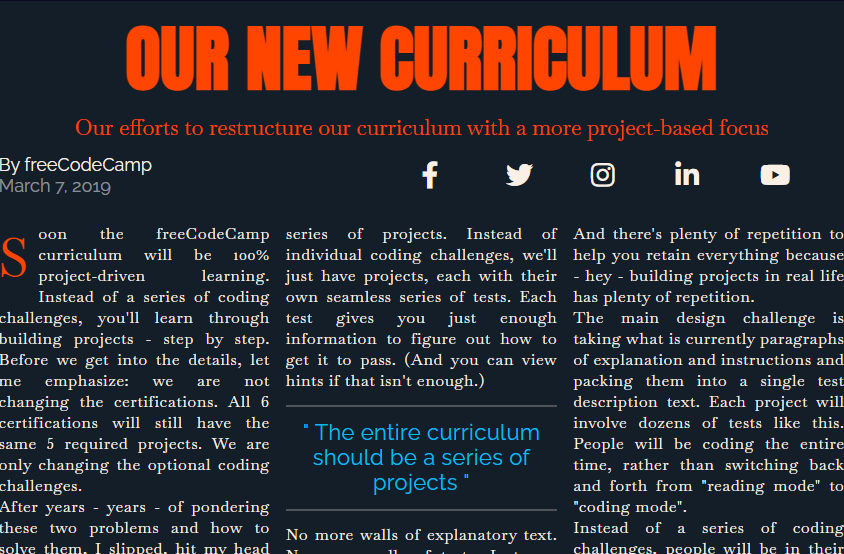 OUR NEW CURRICULUM
Our efforts to restructure our curriculum with a more project-based focus
By freeCodeCamp
March 7, 2019
Soon the freeCodeCamp
curriculum will be 100%
project-driven learning.
Instead of a series of coding
challenges, you'll learn through
building projects - step by step.
Before we get into the details, let
me emphasize: we are not
changing the certifications. All 6
certifications will still have the
same 5 required projects. We are
only changing the optional coding
challenges.
After years - years - of pondering
these two problems and how to
solve them, I slipped, hit my head
series of projects. Instead of
individual coding challenges, we'll
just have projects, each with their
own seamless series of tests. Each
test gives you just enough
information to figure out how to
get it to pass. (And you can view
hints if that isn't enough.)
" The entire curriculum
should be a series of
projects "
No more walls of explanatory text.
And there's plenty of repetition to
help you retain everything because
- hey - building projects in real life
has plenty of repetition.
The main design challenge is
taking what is currently paragraphs
of explanation and instructions and
packing them into a single test
description text. Each project will
involve dozens of tests like this.
People will be coding the entire
time, rather than switching back
and forth from "reading mode" to
"coding mode".
Instead of a series of coding
challenges, people will be in their